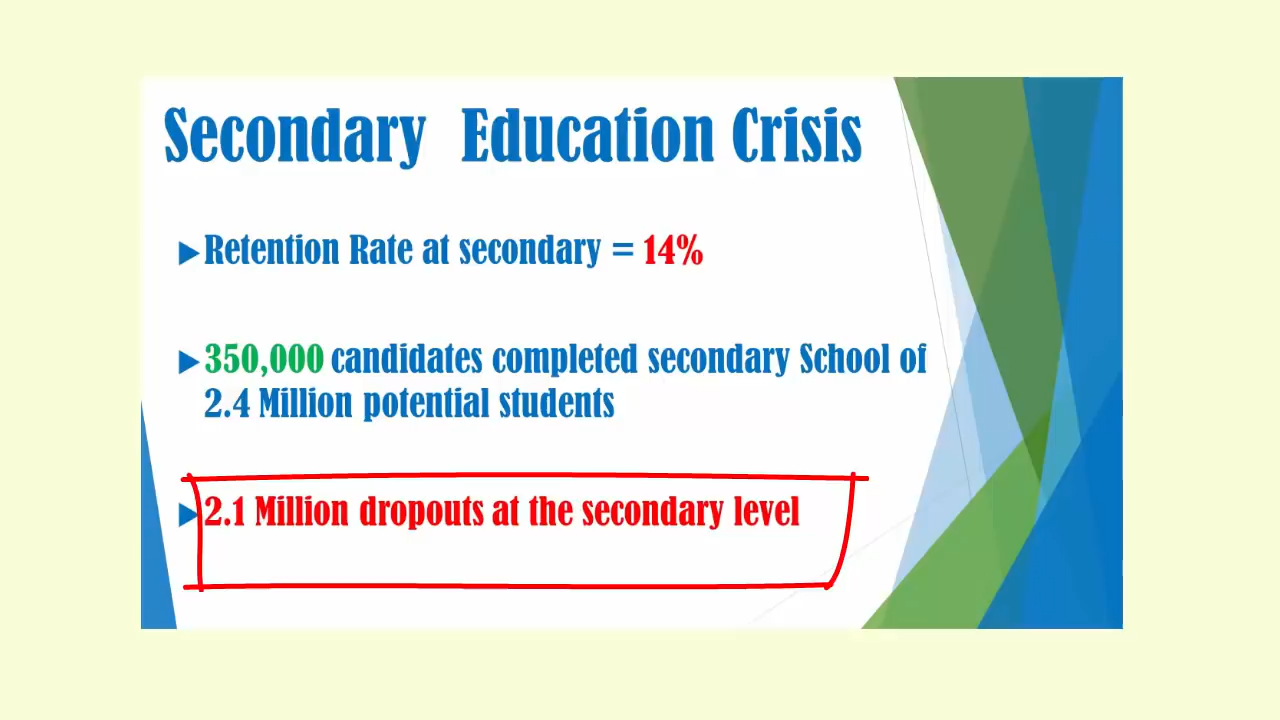 Secondary Education Crisis
Retention Rate at secondary = 14%
350,000 candidates completed secondary School of
2.4 Million potential students
2.1 Million dropouts at the secondary level